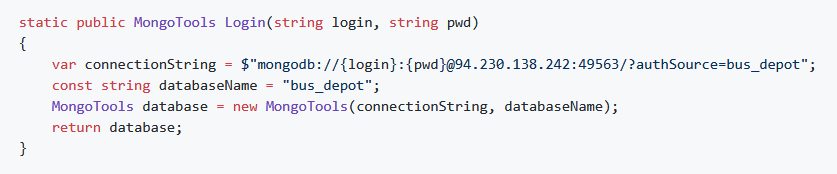 static public MongoTools Login(string login, string pwd)
{
    var connectionString = $"mongodb://{login}:{pwd}@94.230.138.242:49563/?authSource=bus_depot";
    const string databaseName = "bus_depot";
    MongoTools database = new MongoTools(connectionString, databaseName);
    return database;
}